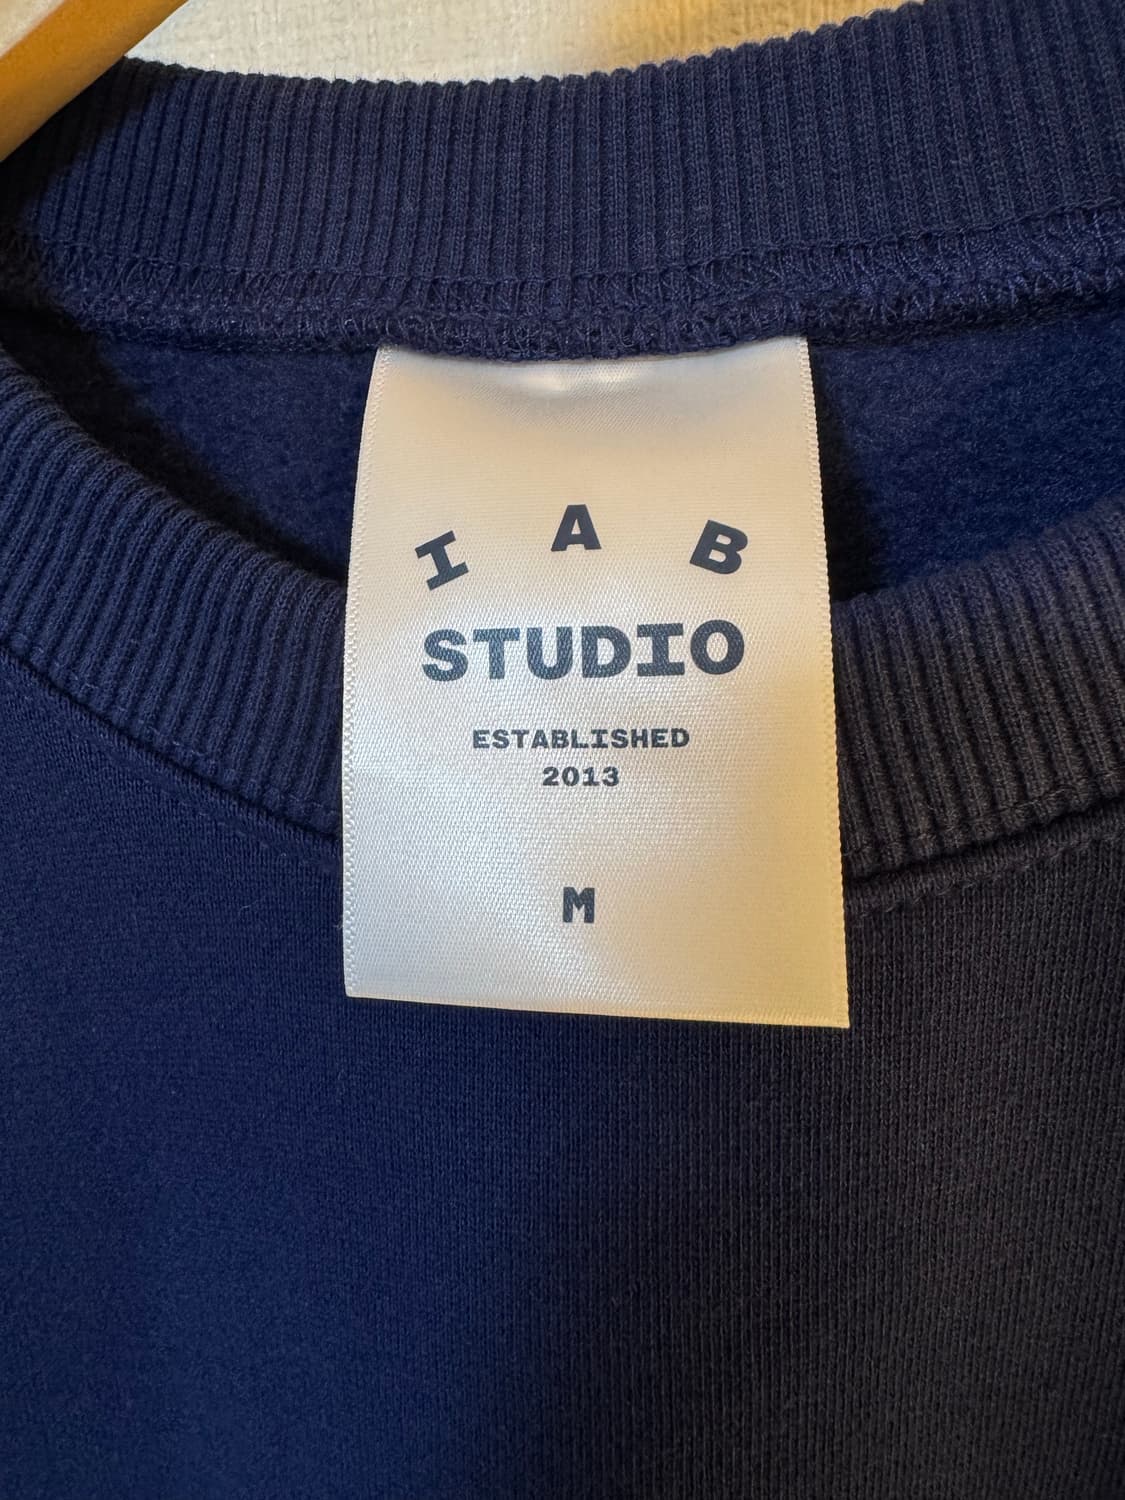 I A B
STUDIO
ESTABLISHED
2013
M